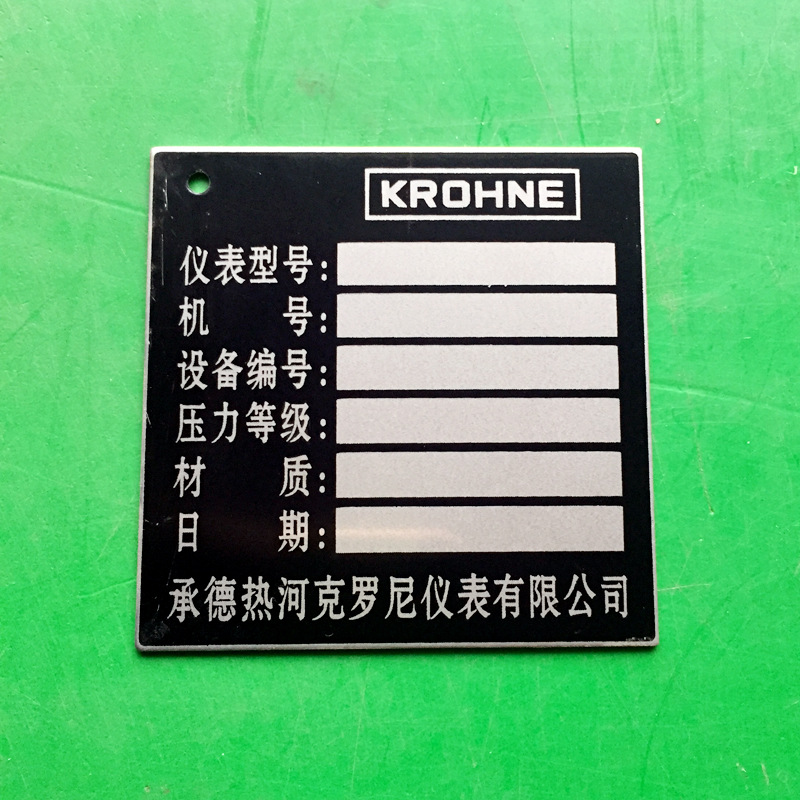 KROHNE
仪表型号:
机 号:
设备编号:
压力等级:
材 质:
日 期:
承德热河克罗尼仪表有限公司